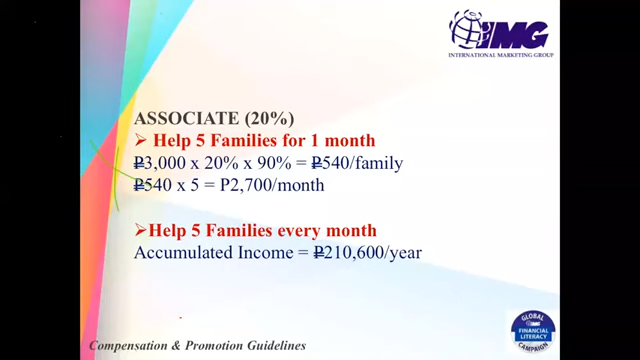 IMG
INTERNATIONAL MARKETING GROUP
ASSOCIATE (20%)
➢ Help 5 Families for 1 month
₱3,000 x 20% x 90% = ₱540/family
₱540 x 5 = P2,700/month
➢Help 5 Families every month
Accumulated Income = ₱210,600/year
Compensation & Promotion Guidelines
GLOBAL
IMG
FINANCIAL
LITERACY
CAMPAIGN